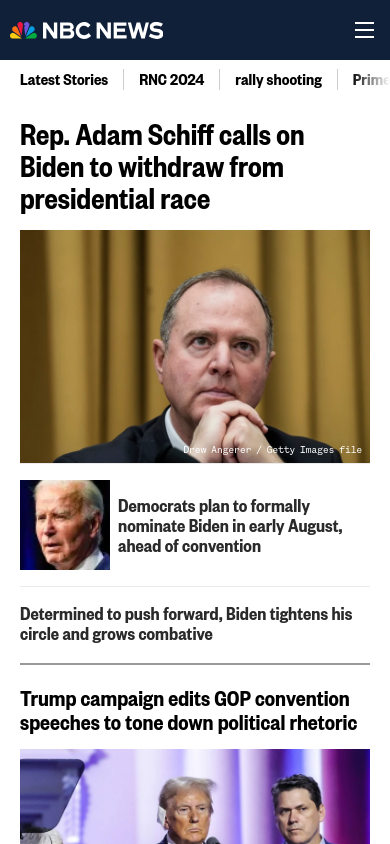 NBC NEWS
Latest Stories
RNC 2024
rally shooting
Prime
Rep. Adam Schiff calls on
Biden to withdraw from
presidential race
Drew Angerer / Getty Images file
Democrats plan to formally
nominate Biden in early August,
ahead of convention
Determined to push forward, Biden tightens his
circle and grows combative
Trump campaign edits GOP convention
speeches to tone down political rhetoric